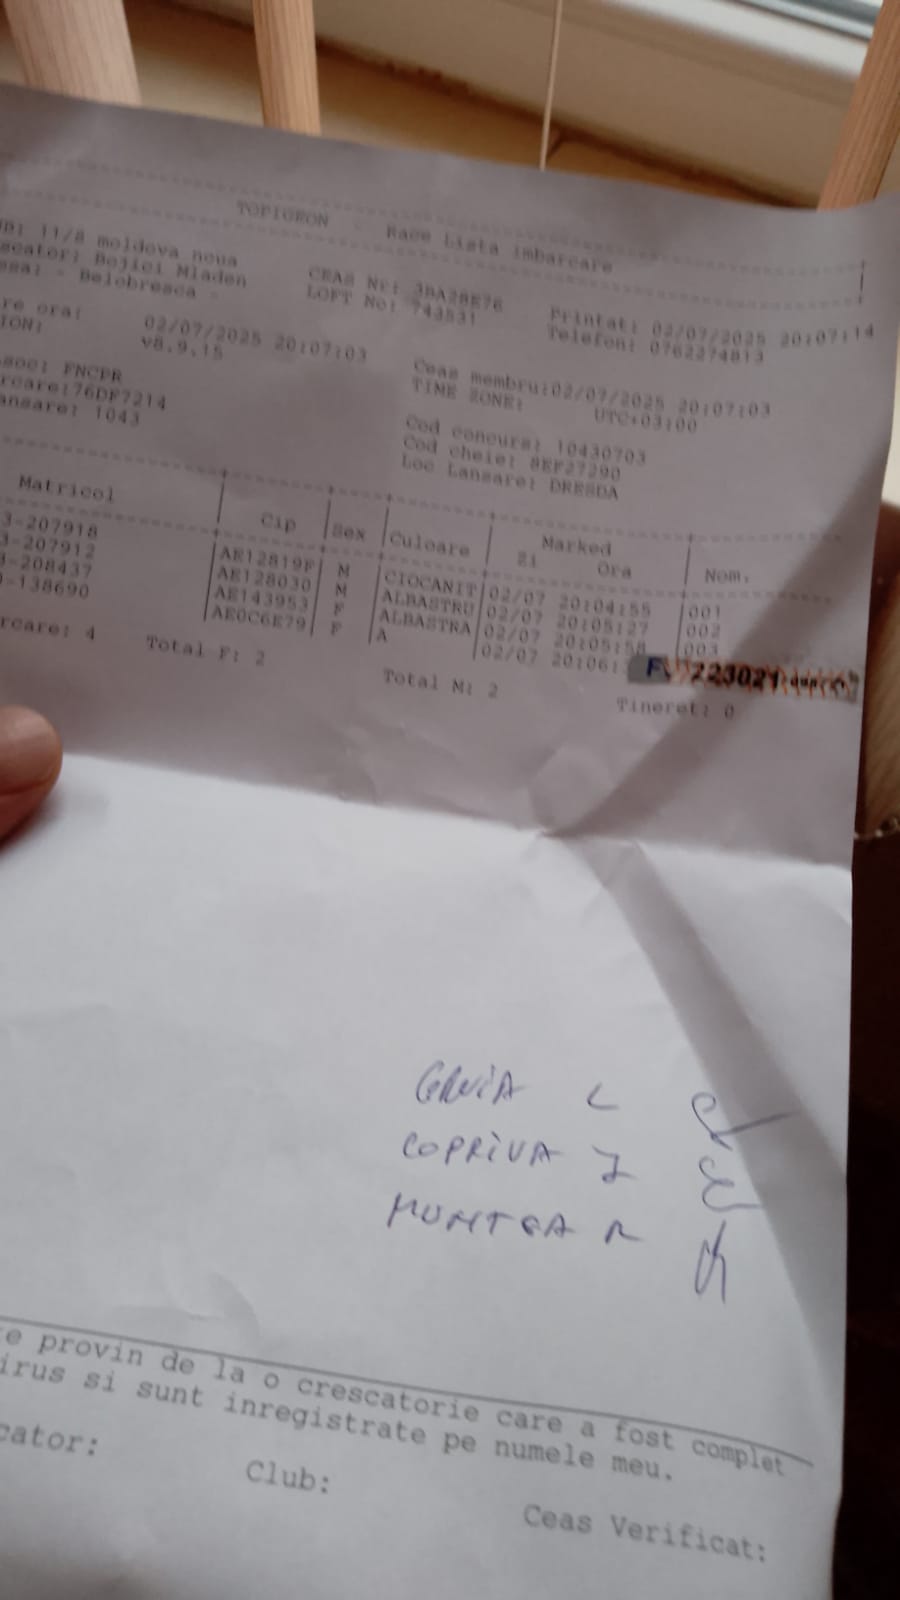 TOPIGEON - Race Lista imbarcare
11/8 moldova noua
Bojici Mladen
- Belobresca -
CEAS Nr: 3BA28E76
LOFT No: 743531
Printat: 02/07/2025 20:07:14
Telefon: 0762274813
ora: 02/07/2025 20:07:03
v8.9.15
Ceas membru:02/07/2025 20:07:03
TIME ZONE: UTC+03:00
FNCPR
76DF7214
1043
Cod concurs: 10430703
Cod cheie: 8EF27290
Loc Lansare: DRESDA
Matricol Cip Sex Culoare Marked Nom.
Zi Ora
3-207918 AE12819F M CIOCANIT 02/07 20:04:55 001
3-207912 AE128030 M ALBASTRU 02/07 20:05:27 002
-208437 AE143953 F ALBASTRA 02/07 20:05:58 003
-138690 AE0C6E79 F A 02/07 20:06:
4 Total F: 2 Total M: 2 Tineret: 0
COPRIVA
provin de la o crescatorie care a fost complet
si sunt inregistrate pe numele meu.
Club: Ceas Verificat: